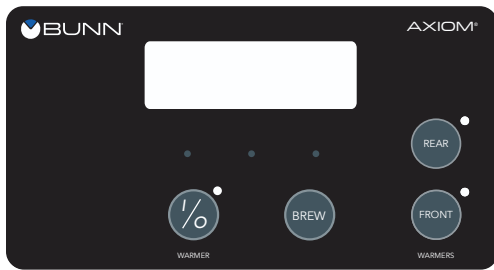 BUNN®
AXIOM®
REAR
I/O
BREW
FRONT
WARMER
WARMERS